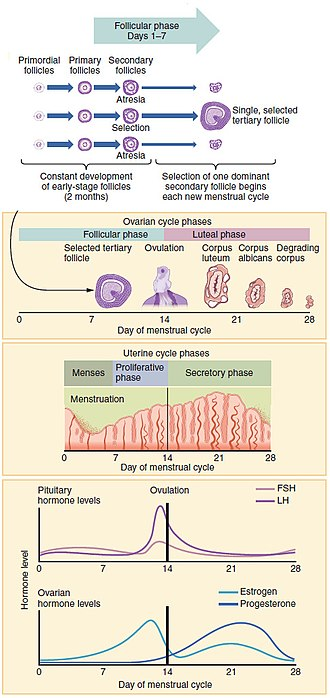 Follicular phase
Days 1–7
Primordial follicles
Primary follicles
Secondary follicles
Atresia
Selection
Atresia
Single, selected
tertiary follicle
Constant development
of early-stage follicles
(2 months)
Selection of one dominant
secondary follicle begins
each new menstrual cycle
Ovarian cycle phases
Follicular phase
Luteal phase
Selected tertiary
follicle
Ovulation
Corpus
luteum
Corpus
albicans
Degrading
corpus
0 7 14 21 28
Day of menstrual cycle
Uterine cycle phases
Menses
Proliferative
phase
Secretory phase
Menstruation
0 7 14 21 28
Day of menstrual cycle
Hormone level
Pituitary
hormone levels
Ovulation
FSH
LH
0 7 14 21 28
Ovarian
hormone levels
Estrogen
Progesterone
0 7 14 21 28
Day of menstrual cycle